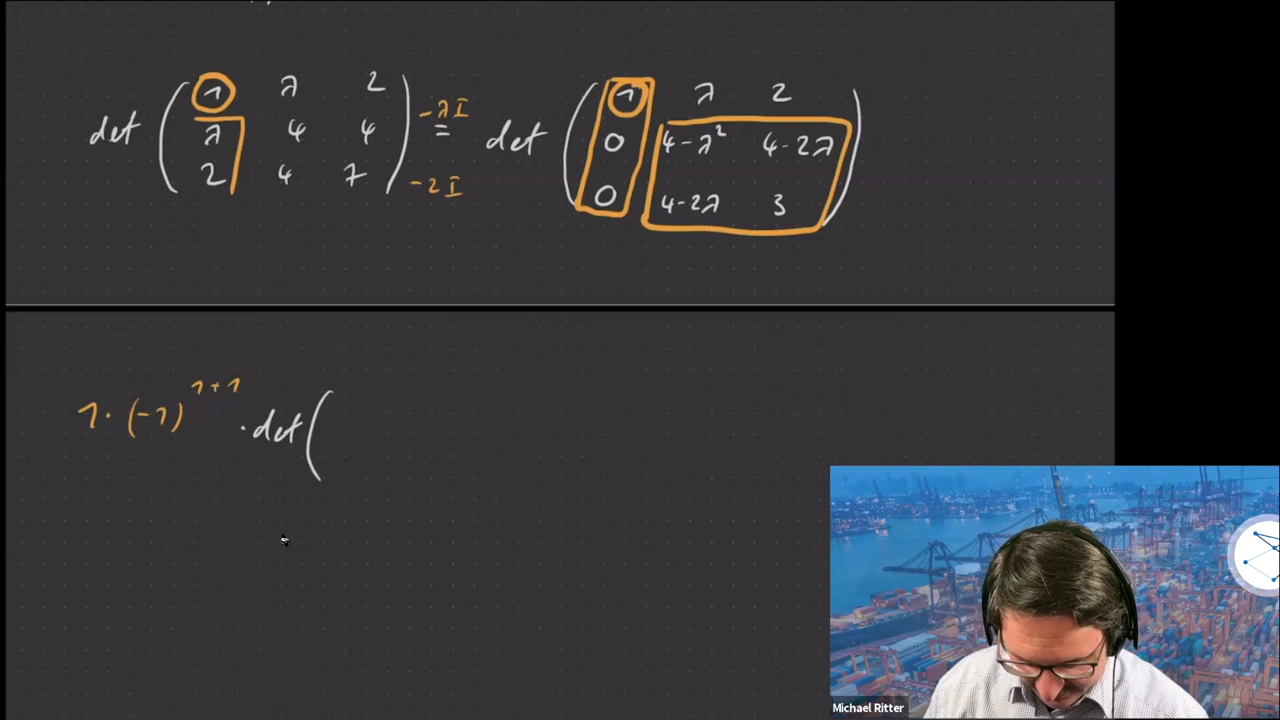 det ( 1 λ 2 ) -λI = det ( 1 λ 2 )
λ 4 4   0 4-λ² 4-2λ
2 4 7 -2I   0 4-2λ 3
1·(-1)^{1+1} · det (
Michael Ritter